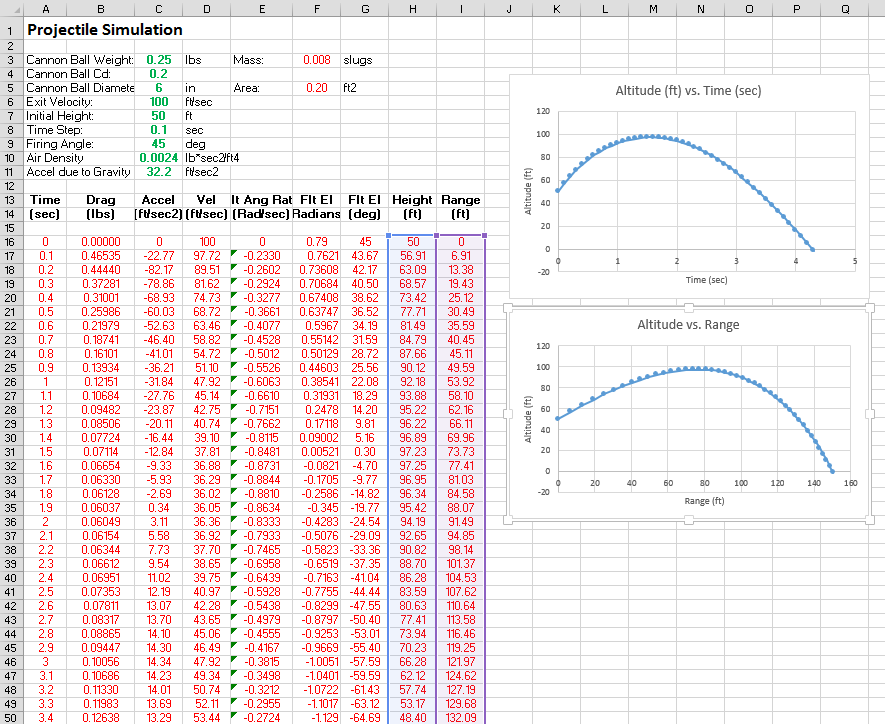 A B C D E F G H I J K L M N O P Q
1 Projectile Simulation
2
3 Cannon Ball Weight: 0.25 lbs Mass: 0.008 slugs
4 Cannon Ball Cd: 0.2
5 Cannon Ball Diamete 6 in Area: 0.20 ft2
6 Exit Velocity: 100 ft/sec
7 Initial Height: 50 ft
8 Time Step: 0.1 sec
9 Firing Angle: 45 deg
10 Air Density 0.0024 lb*sec2/ft4
11 Accel due to Gravity 32.2 ft/sec2
12
13 Time Drag Accel Vel lt Ang Rat Flt El Flt El Height Range
14 (sec) (lbs) (ft/sec2) (ft/sec) (Rad/sec) Radians (deg) (ft) (ft)
15
16 0 0.00000 0 100 0 0.79 45 50 0
17 0.1 0.46535 -22.77 97.72 -0.2330 0.7621 43.67 56.91 6.91
18 0.2 0.44440 -82.17 89.51 -0.2602 0.73608 42.17 63.09 13.38
19 0.3 0.37281 -78.86 81.62 -0.2924 0.70684 40.50 68.57 19.43
20 0.4 0.31001 -68.93 74.73 -0.3277 0.67408 38.62 73.42 25.12
21 0.5 0.25986 -60.03 68.72 -0.3661 0.63747 36.52 77.71 30.49
22 0.6 0.21979 -52.63 63.46 -0.4077 0.5967 34.19 81.49 35.59
23 0.7 0.18741 -46.40 58.82 -0.4528 0.55142 31.59 84.79 40.45
24 0.8 0.16101 -41.01 54.72 -0.5012 0.50129 28.72 87.66 45.11
25 0.9 0.13934 -36.21 51.10 -0.5526 0.44603 25.56 90.12 49.59
26 1 0.12151 -31.84 47.92 -0.6063 0.38541 22.08 92.18 53.92
27 1.1 0.10684 -27.76 45.14 -0.6610 0.31931 18.29 93.88 58.10
28 1.2 0.09482 -23.87 42.75 -0.7151 0.2478 14.20 95.22 62.16
29 1.3 0.08506 -20.11 40.74 -0.7662 0.17118 9.81 96.22 66.11
30 1.4 0.07724 -16.44 39.10 -0.8115 0.09002 5.16 96.89 69.96
31 1.5 0.07114 -12.84 37.81 -0.8481 0.00521 0.30 97.23 73.73
32 1.6 0.06654 -9.33 36.88 -0.8731 -0.0821 -4.70 97.25 77.41
33 1.7 0.06330 -5.93 36.29 -0.8844 -0.1705 -9.77 96.95 81.03
34 1.8 0.06128 -2.69 36.02 -0.8810 -0.2586 -14.82 96.34 84.58
35 1.9 0.06037 0.34 36.05 -0.8634 -0.345 -19.77 95.42 88.07
36 2 0.06049 3.11 36.36 -0.8333 -0.4283 -24.54 94.19 91.49
37 2.1 0.06154 5.58 36.92 -0.7933 -0.5076 -29.09 92.65 94.85
38 2.2 0.06344 7.73 37.70 -0.7465 -0.5823 -33.36 90.82 98.14
39 2.3 0.06612 9.54 38.65 -0.6958 -0.6519 -37.35 88.70 101.37
40 2.4 0.06951 11.02 39.75 -0.6439 -0.7163 -41.04 86.28 104.53
41 2.5 0.07353 12.19 40.97 -0.5928 -0.7755 -44.44 83.59 107.62
42 2.6 0.07811 13.07 42.28 -0.5438 -0.8299 -47.55 80.63 110.64
43 2.7 0.08317 13.70 43.65 -0.4979 -0.8797 -50.40 77.41 113.58
44 2.8 0.08865 14.10 45.06 -0.4555 -0.9253 -53.01 73.94 116.46
45 2.9 0.09447 14.30 46.49 -0.4167 -0.9669 -55.40 70.23 119.25
46 3 0.10056 14.34 47.92 -0.3815 -1.0051 -57.59 66.28 121.97
47 3.1 0.10686 14.23 49.34 -0.3498 -1.0401 -59.59 62.12 124.62
48 3.2 0.11330 14.01 50.74 -0.3212 -1.0722 -61.43 57.74 127.19
49 3.3 0.11983 13.69 52.11 -0.2955 -1.1017 -63.12 53.17 129.68
50 3.4 0.12638 13.29 53.44 -0.2724 -1.129 -64.69 48.40 132.09
Altitude (ft) vs. Time (sec)
120
100
80
60
40
20
0
-20
0 1 2 3 4 5
Altitude (ft)
Time (sec)
Altitude vs. Range
120
100
80
60
40
20
0
-20
0 20 40 60 80 100 120 140 160
Altitude (ft)
Range (ft)